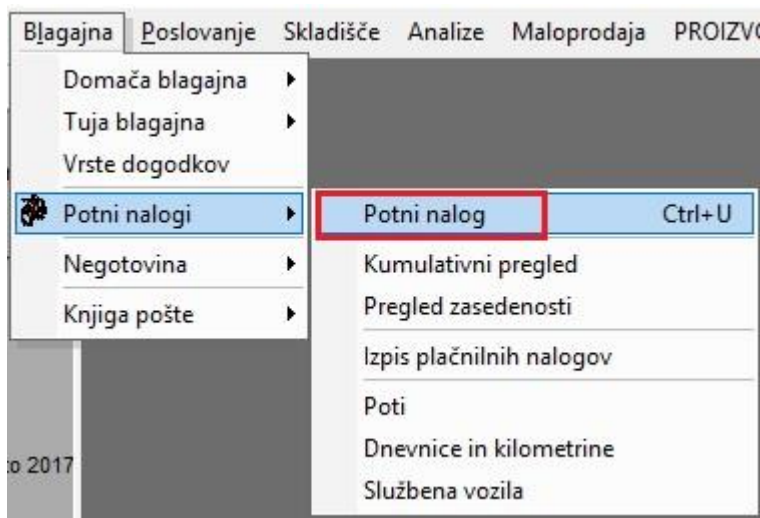 Blagajna Poslovanje Skladišče Analize Maloprodaja
Domača blagajna
Tuja blagajna
Vrste dogodkov
Potni nalogi
Negotovina
Knjiga pošte
Potni nalog Ctrl+U
Kumulativni pregled
Pregled zasedenosti
Izpis plačnilnih nalogov
Poti
Dnevnice in kilometrine
Službena vozila
2017